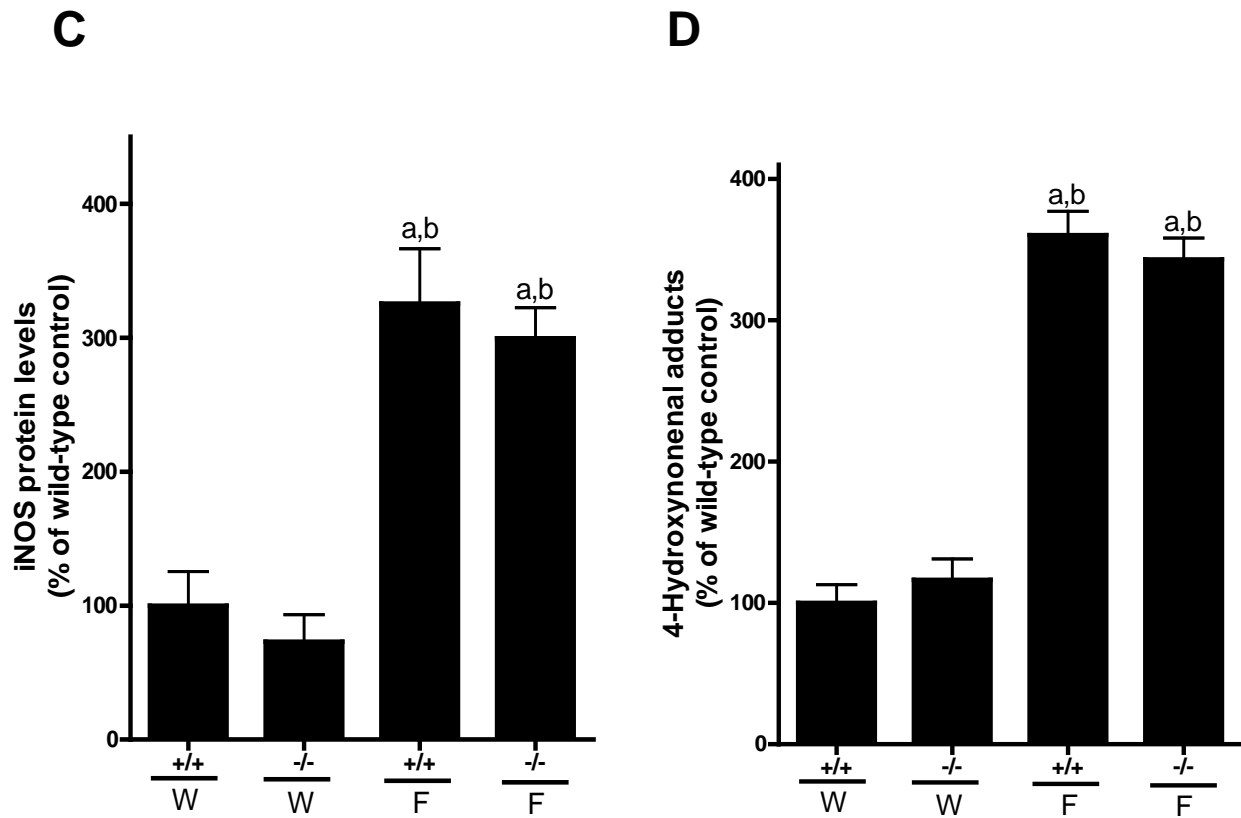 C
iNOS protein levels
(% of wild-type control)
400
300
200
100
0
a,b
a,b
+/+
-/-
+/+
-/-
W
W
F
F
D
4-Hydroxynonenal adducts
(% of wild-type control)
400
300
200
100
0
a,b
a,b
+/+
-/-
+/+
-/-
W
W
F
F